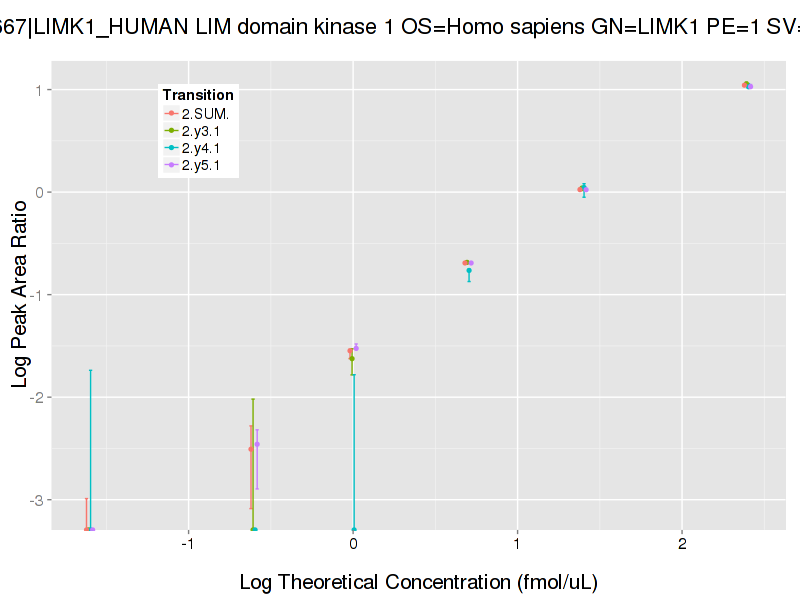 667|LIMK1_HUMAN LIM domain kinase 1 OS=Homo sapiens GN=LIMK1 PE=1 SV=
Transition
2.SUM.
2.y3.1
2.y4.1
2.y5.1
Log Peak Area Ratio
1
0
-1
-2
-3
-1
0
1
2
Log Theoretical Concentration (fmol/uL)